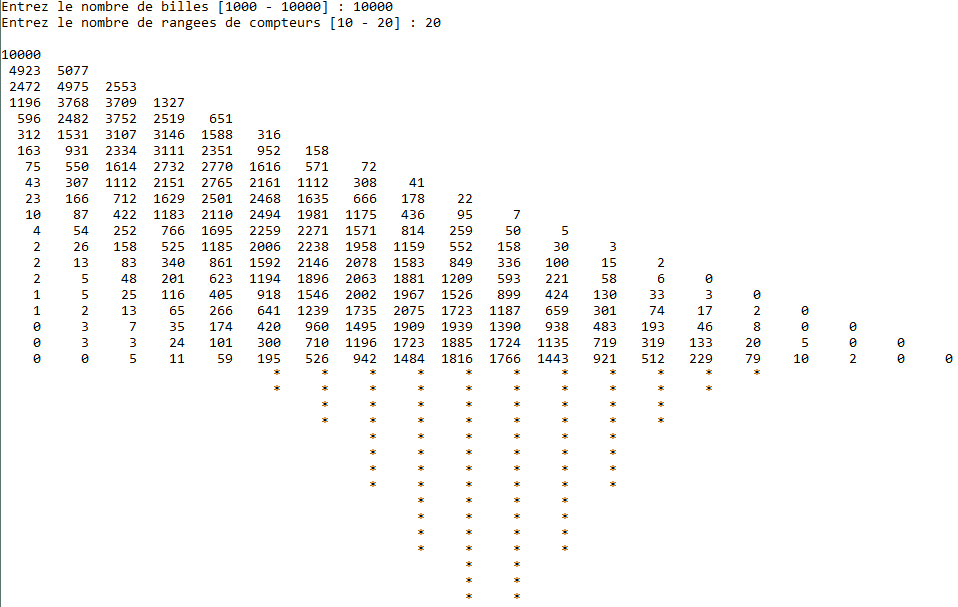 Entrez le nombre de billes [1000 - 10000] : 10000
Entrez le nombre de rangees de compteurs [10 - 20] : 20
10000
4923 5077
2472 4975 2553
1196 3768 3709 1327
596 2482 3752 2519 651
312 1531 3107 3146 1588 316
163 931 2334 3111 2351 952 158
75 550 1614 2732 2770 1616 571 72
43 307 1112 2151 2765 2161 1112 308 41
23 166 712 1629 2501 2468 1635 666 178 22
10 87 422 1183 2110 2494 1981 1175 436 95 7
4 54 252 766 1695 2259 2271 1571 814 259 50 5
2 26 158 525 1185 2006 2238 1958 1159 552 158 30 3
2 13 83 340 861 1592 2146 2078 1583 849 336 100 15 2
2 5 48 201 623 1194 1896 2063 1881 1209 593 221 58 6 0
1 5 25 116 405 918 1546 2002 1967 1526 899 424 130 33 3 0
1 2 13 65 266 641 1239 1735 2075 1723 1187 659 301 74 17 2 0
0 3 7 35 174 420 960 1495 1909 1939 1390 938 483 193 46 8 0 0
0 3 3 24 101 300 710 1196 1723 1885 1724 1135 719 319 133 20 5 0 0
0 0 5 11 59 195 526 942 1484 1816 1766 1443 921 512 229 79 10 2 0 0
* * * * * * * * * * *
* * * * * * * * * *
* * * * * * * *
* * * * * * * *
* * * * * *
* * * * * *
* * * * * *
* * * * * *
* * * *
* * * *
* * * *
* * * *
* *
* *
* *